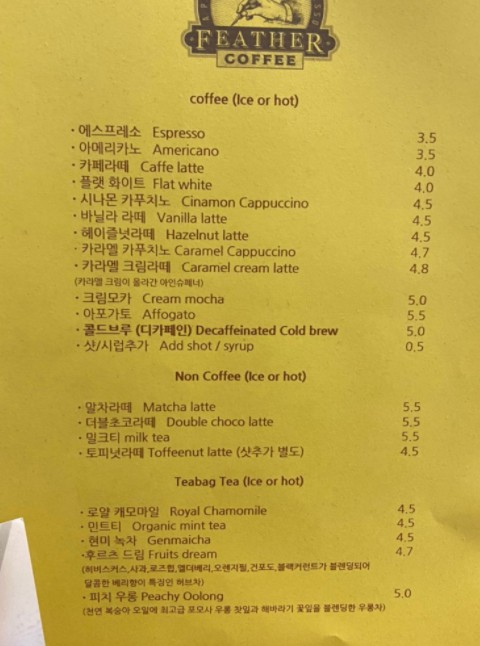 FEATHER
COFFEE
coffee (Ice or hot)
· 에스프레소 Espresso 3.5
· 아메리카노 Americano 3.5
· 카페라떼 Caffe latte 4.0
· 플랫 화이트 Flat white 4.0
· 시나몬 카푸치노 Cinamon Cappuccino 4.5
· 바닐라 라떼 Vanilla latte 4.5
· 헤이즐넛라떼 Hazelnut latte 4.5
· 카라멜 카푸치노 Caramel Cappuccino 4.7
· 카라멜 크림라떼 Caramel cream latte 4.8
(카라멜 크림이 올라간 아인슈페너)
· 크림모카 Cream mocha 5.0
· 아포가토 Affogato 5.5
· 콜드브루 (디카페인) Decaffeinated Cold brew 5.0
· 샷/시럽추가 Add shot / syrup 0.5
Non Coffee (Ice or hot)
· 말차라떼 Matcha latte 5.5
· 더블초코라떼 Double choco latte 5.5
· 밀크티 milk tea 5.5
· 토피넛라떼 Toffeenut latte (샷추가 별도) 4.5
Teabag Tea (Ice or hot)
· 로얄 캐모마일 Royal Chamomile 4.5
· 민트티 Organic mint tea 4.5
· 현미 녹차 Genmaicha 4.5
·후르츠 드림 Fruits dream 4.7
(히비스커스,사과,로즈힙,엘더베리,오렌지필,건포도,블랙커런트가 블렌딩되어
달콤한 베리향이 특징인 허브차)
· 피치 우롱 Peachy Oolong 5.0
(천연 복숭아 오일에 최고급 포모사 우롱 찻잎과 해바라기 꽃잎을 블렌딩한 우롱차)